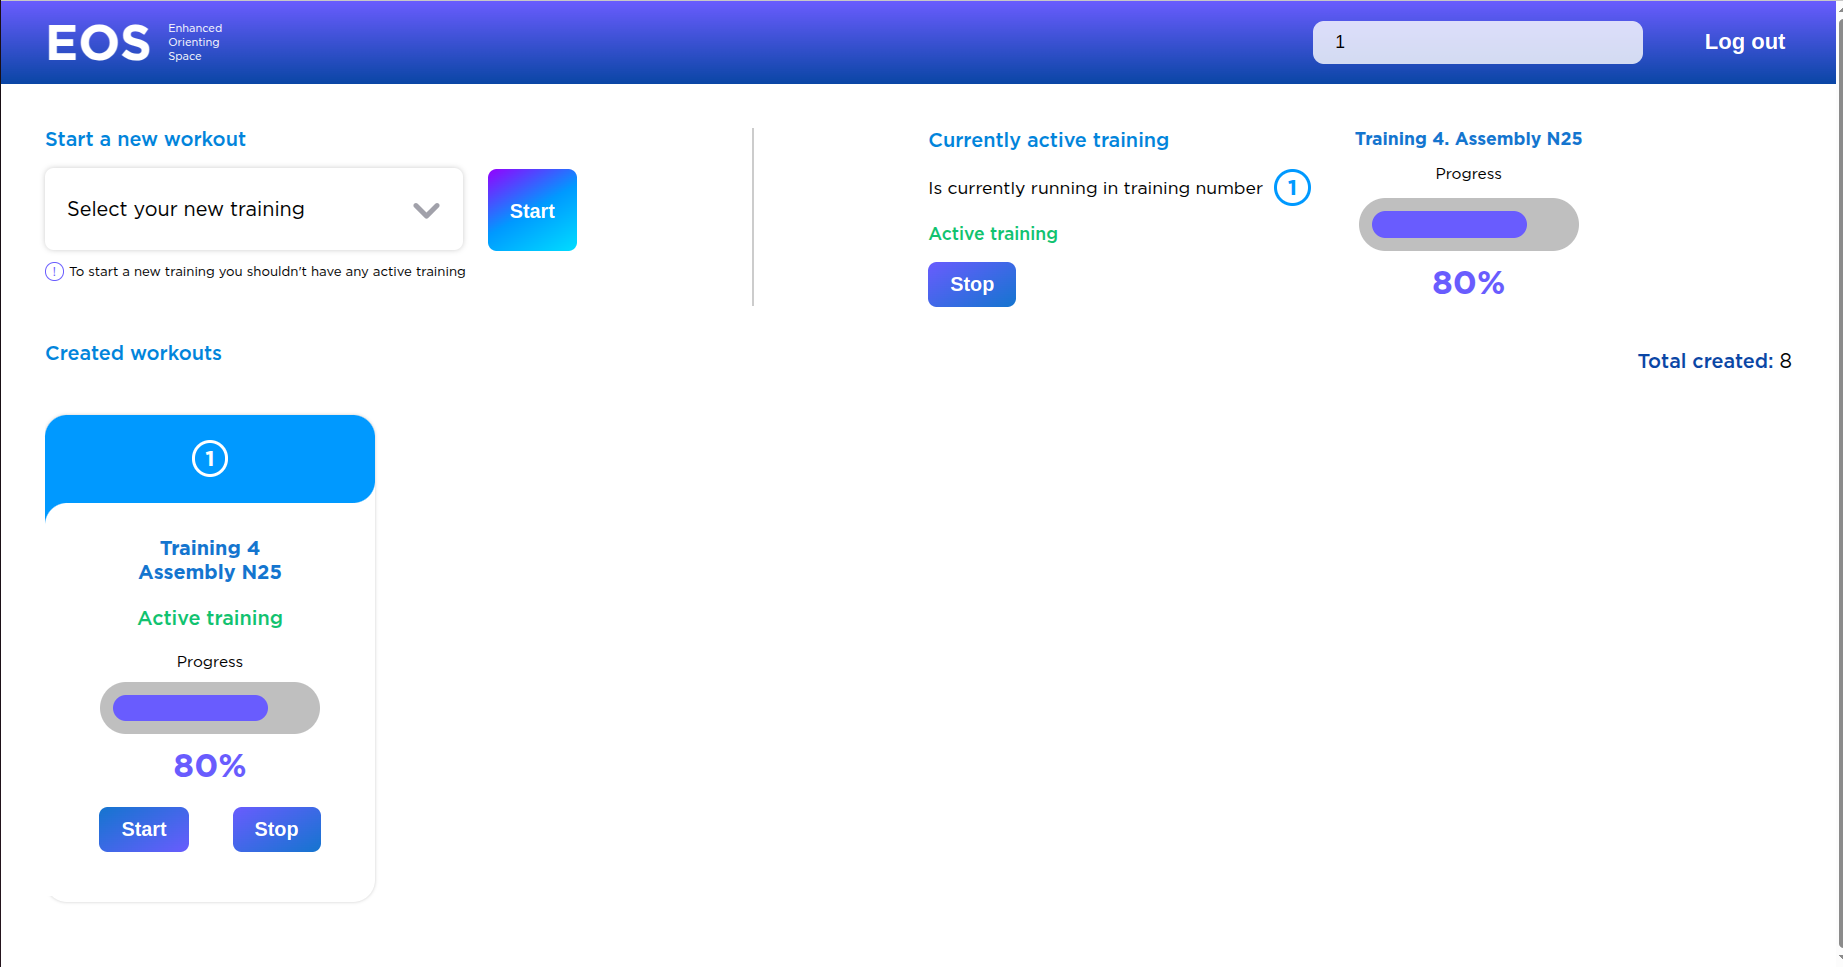 EOS
Enhanced
Orienting
Space
1
Log out
Start a new workout
Select your new training
Start
! To start a new training you shouldn't have any active training
Currently active training
Is currently running in training number 1
Active training
Stop
Training 4. Assembly N25
Progress
80%
Created workouts
Total created: 8
1
Training 4
Assembly N25
Active training
Progress
80%
Start
Stop